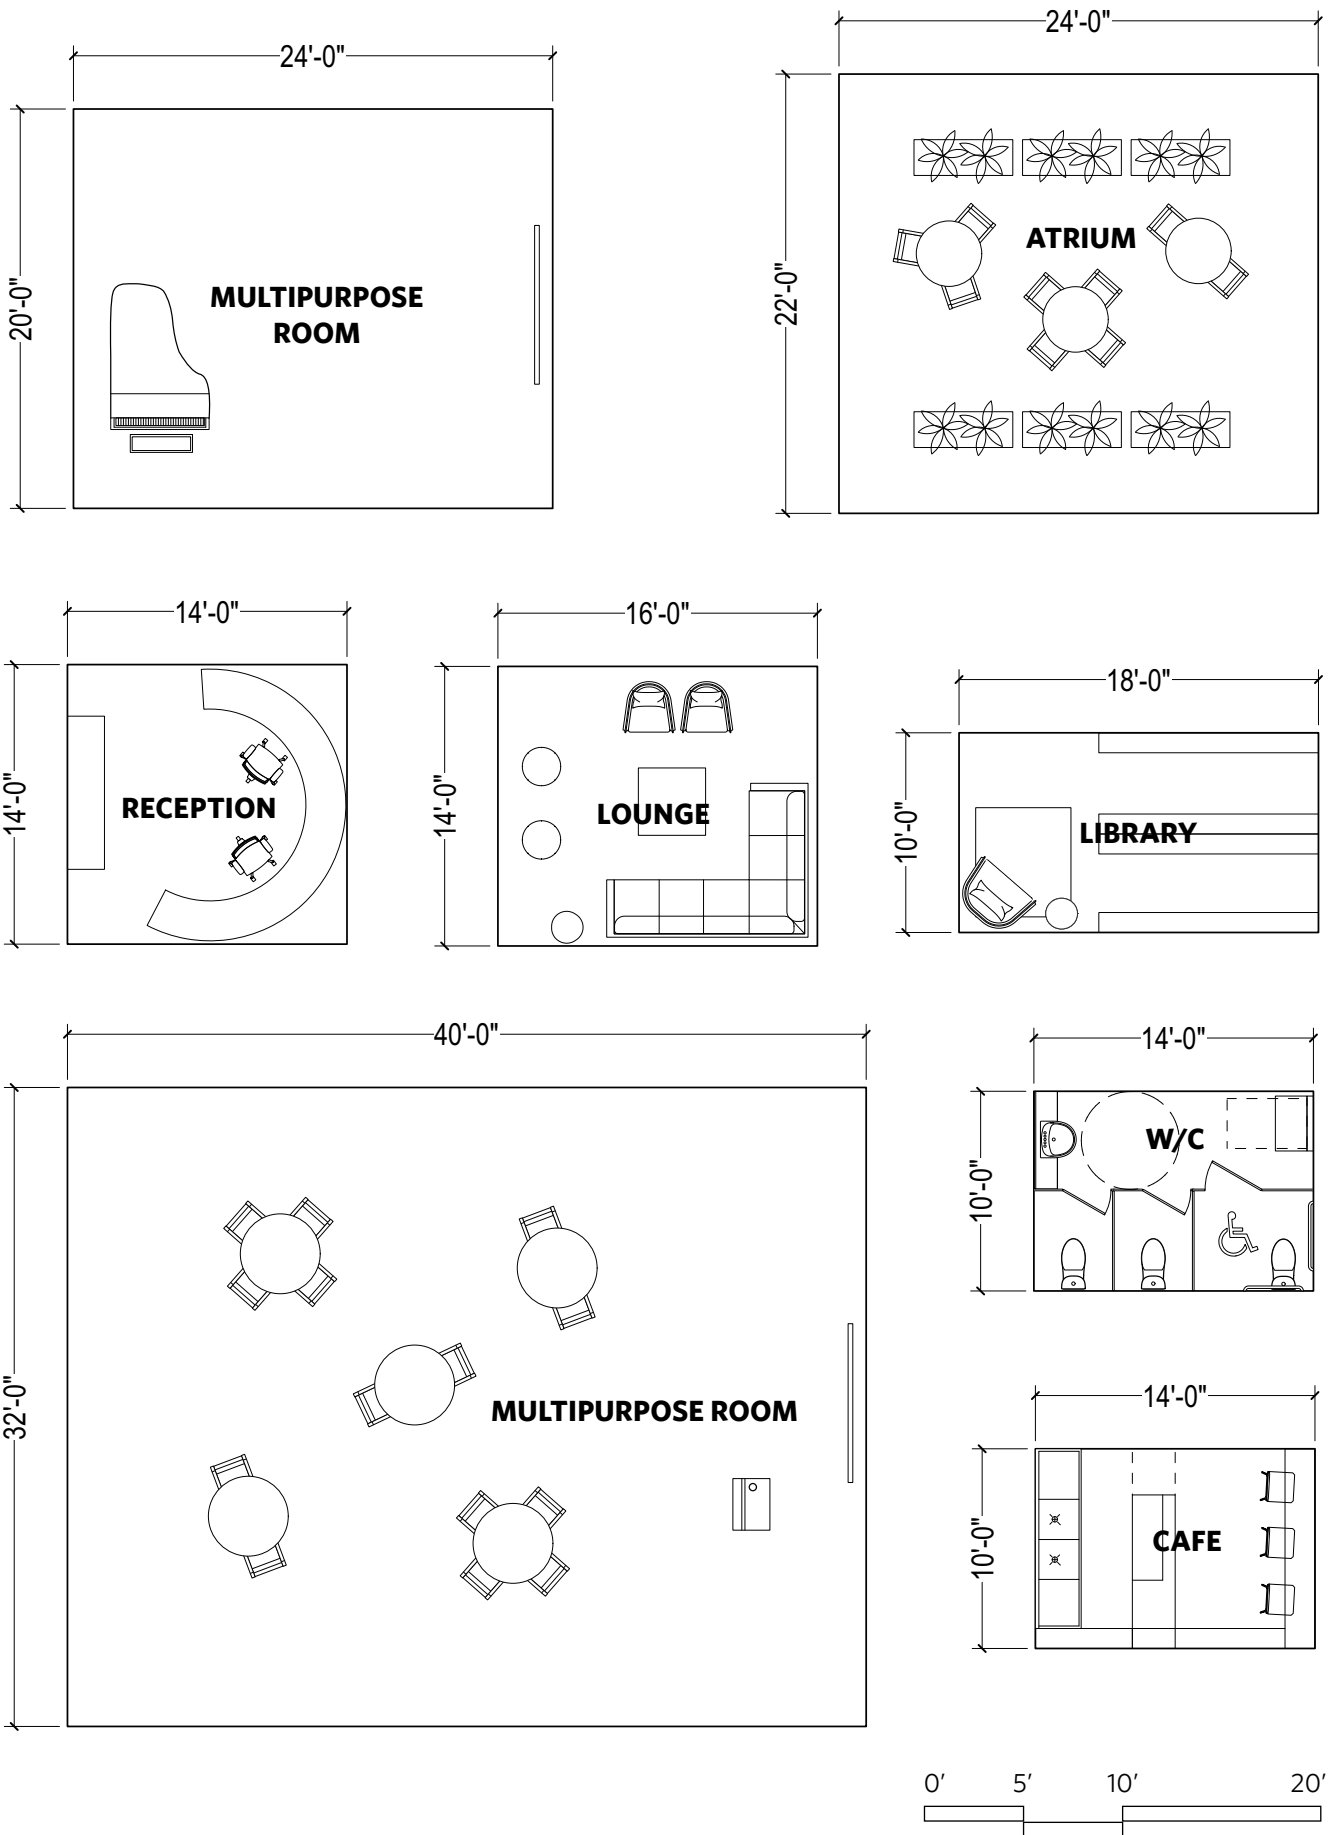 24'-0"
24'-0"
20'-0"
MULTIPURPOSE
ROOM
22'-0"
ATRIUM
14'-0"
16'-0"
18'-0"
14'-0"
RECEPTION
14'-0"
LOUNGE
10'-0"
LIBRARY
40'-0"
14'-0"
32'-0"
MULTIPURPOSE ROOM
10'-0"
W/C
14'-0"
10'-0"
CAFE
0' 5' 10' 20'